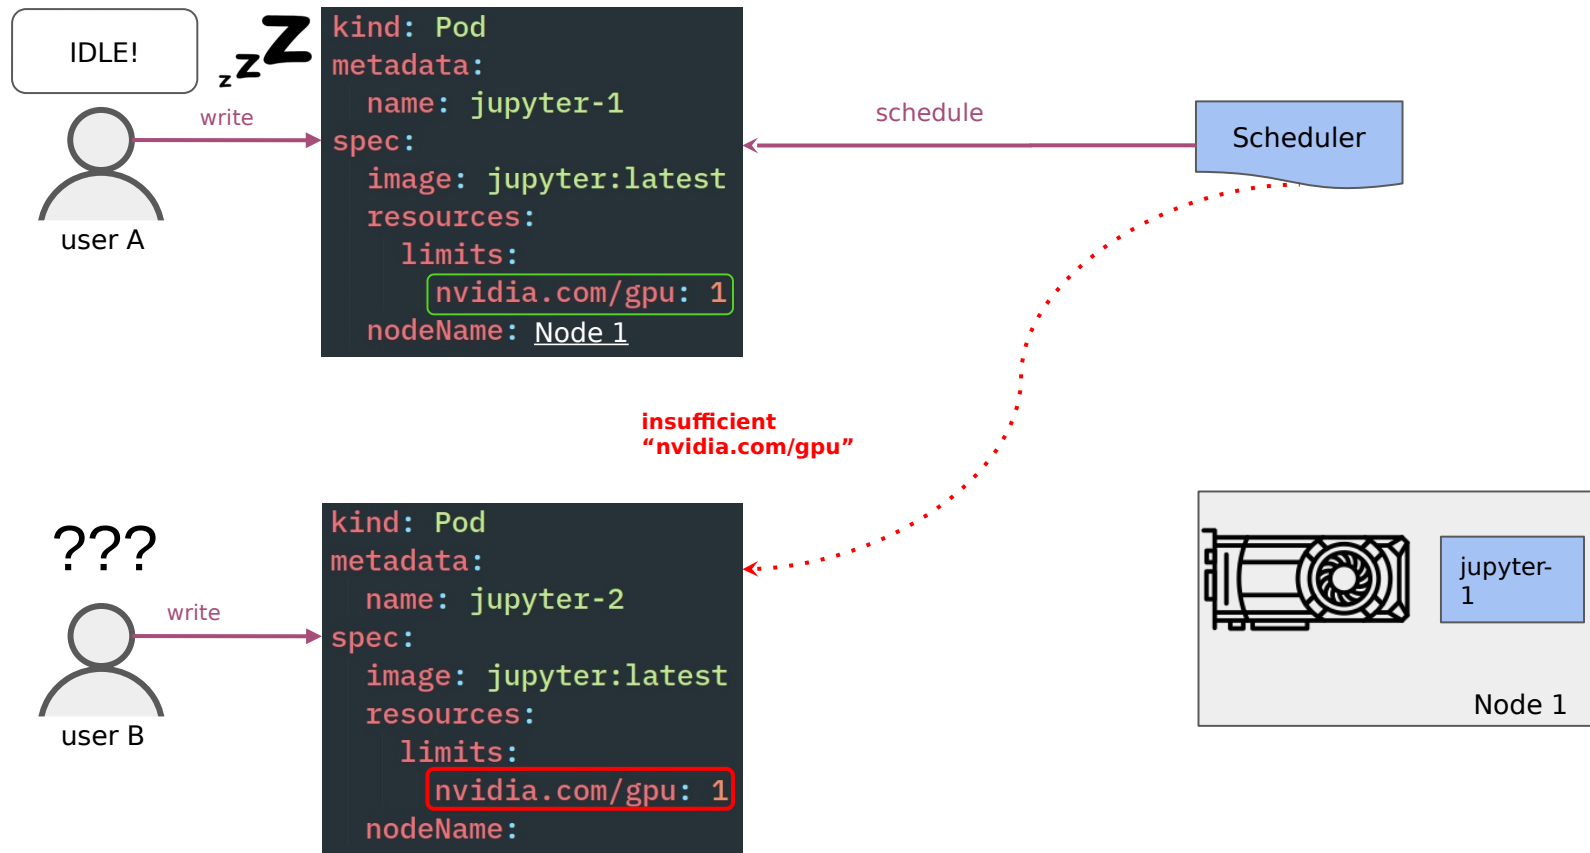 IDLE!
z z Z
write
user A
kind: Pod
metadata:
  name: jupyter-1
spec:
  image: jupyter:latest
  resources:
    limits:
      nvidia.com/gpu: 1
  nodeName: Node 1
schedule
Scheduler
insufficient
“nvidia.com/gpu”
???
write
user B
kind: Pod
metadata:
  name: jupyter-2
spec:
  image: jupyter:latest
  resources:
    limits:
      nvidia.com/gpu: 1
  nodeName:
jupyter-
1
Node 1